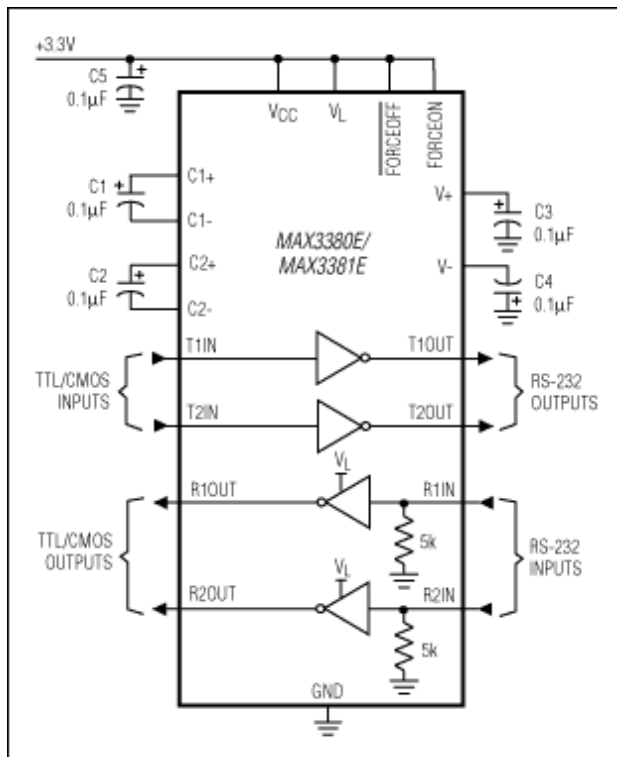 +3.3V
C5
0.1µF
VCC
VL
FORCEOFF
FORCEON
C1
0.1µF
C1+
C1-
C2
0.1µF
C2+
C2-
MAX3380E/
MAX3381E
V+
C3
0.1µF
V-
C4
0.1µF
TTL/CMOS
INPUTS
T1IN
T1OUT
T2IN
T2OUT
RS-232
OUTPUTS
TTL/CMOS
OUTPUTS
R1OUT
VL
R1IN
5k
R2OUT
VL
R2IN
5k
RS-232
INPUTS
GND